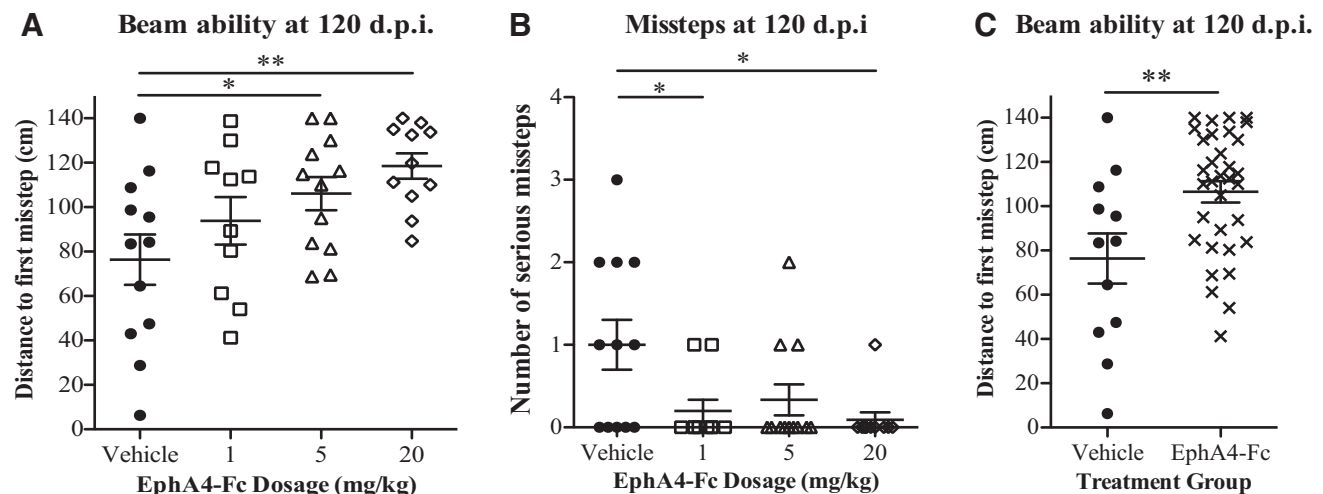 A Beam ability at 120 d.p.i.
**
*
Distance to first misstep (cm)
140
120
100
80
60
40
20
0
Vehicle 1 5 20
EphA4-Fc Dosage (mg/kg)
B Missteps at 120 d.p.i
*
*
Number of serious missteps
4
3
2
1
0
Vehicle 1 5 20
EphA4-Fc Dosage (mg/kg)
C Beam ability at 120 d.p.i.
**
Distance to first misstep (cm)
140
120
100
80
60
40
20
0
Vehicle EphA4-Fc
Treatment Group